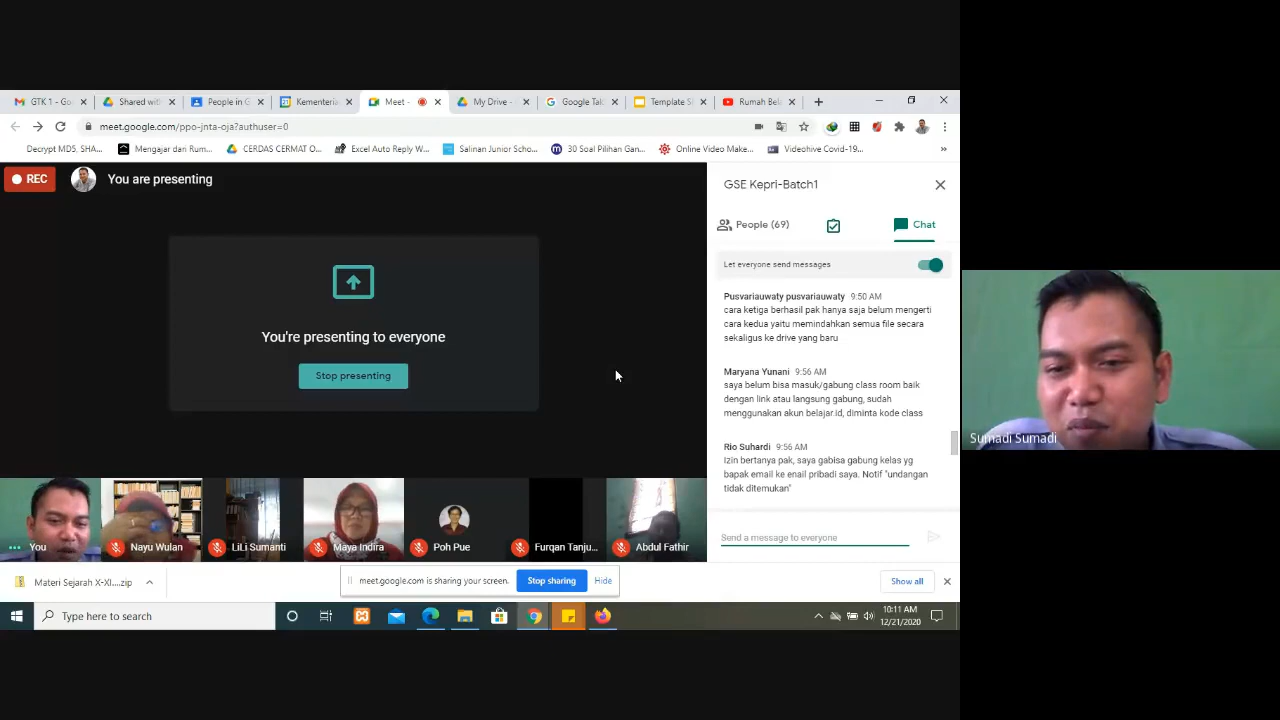 GTK 1 - Go
Shared with
People in G
Kementeria
Meet -
My Drive -
Google Tak
Template S
Rumah Bel
meet.google.com/ppo-jnta-oja?authuser=0
Decrypt MD5, SHA...
Mengajar dan Rum...
CERDAS CERMAT O...
Excel Auto Reply W...
Salinan Junior Scho...
30 Soal Pilihan Gan...
Online Video Make...
Videohive Covid-19...
REC
You are presenting
You're presenting to everyone
Stop presenting
GSE Kepri-Batch1
People (69)
Chat
Let everyone send messages
Pusvariauwaty pusvariauwaty 9:50 AM
cara ketiga berhasil pak hanya saja belum mengerti
cara kedua yaitu memindahkan semua file secara
sekaligus ke drive yang baru
Maryana Yunani 9:56 AM
saya belum bisa masuk/gabung class room baik
dengan link atau langsung gabung, sudah
menggunakan akun belajar.id, diminta kode class
Rio Suhardi 9:56 AM
Izin bertanya pak, saya gabisa gabung kelas yg
bapak email ke enail pribadi saya. Notif "undangan
tidak ditemukan"
Send a message to everyone
Sumadi Sumadi
You
Nayu Wulan
LiLi Sumanti
Maya Indira
Poh Pue
Furqan Tanju...
Abdul Fathir
Materi Sejarah X-XI....zip
meet.google.com is sharing your screen.
Stop sharing
Hide
Show all
Type here to search
10:11 AM
12/21/2020